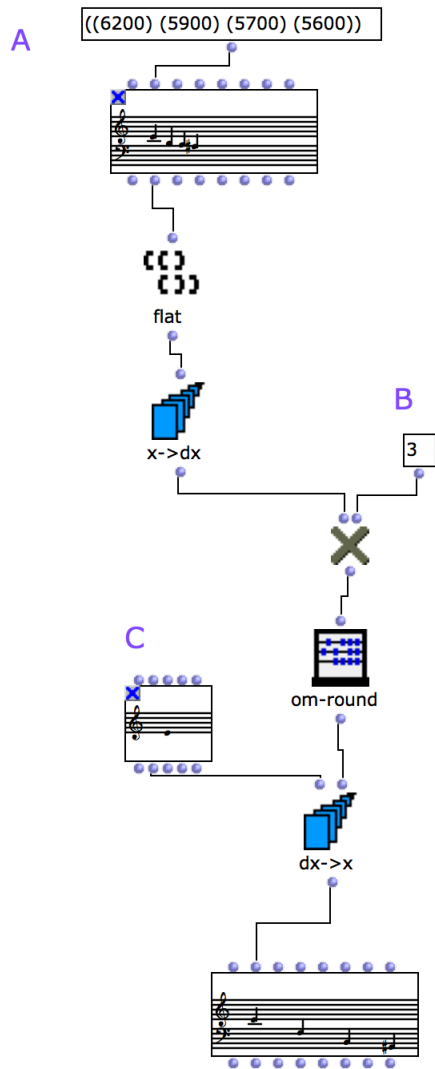 ((6200) (5900) (5700) (5600))
A
flat
x->dx
B
3
om-round
C
dx->x